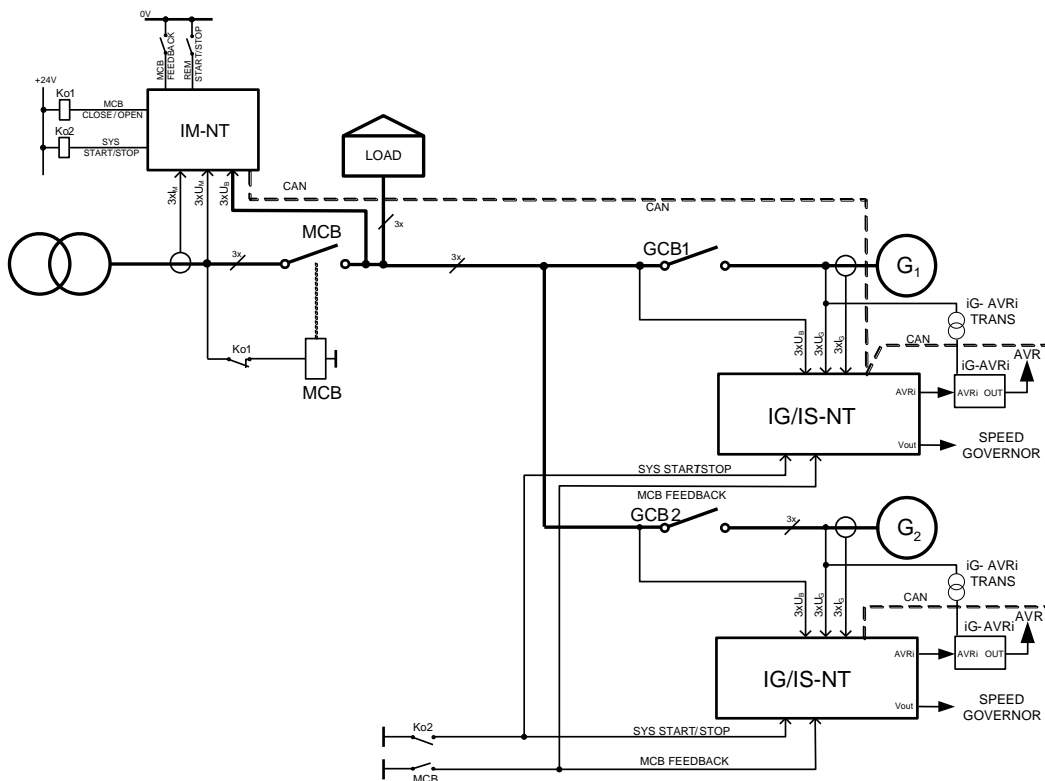 0V
MCB
FEEDBACK
REM
START/STOP
+24V
Ko1
MCB
CLOSE/OPEN
IM-NT
Ko2
SYS
START/STOP
LOAD
3xIM
3xUM
3xUB
CAN
CAN
3x
MCB
GCB1
3x
3x
G1
iG- AVRi
TRANS
Ko1
3xUB
3xUG
3xIG
CAN
AVR
iG-AVRi
MCB
AVRi
AVRi OUT
IG/IS-NT
Vout
SPEED
GOVERNOR
SYS START/STOP
MCB FEEDBACK
GCB2
3x
G2
iG- AVRi
TRANS
3xUB
3xUG
3xIG
CAN
AVR
iG-AVRi
AVRi
AVRi OUT
IG/IS-NT
Vout
SPEED
GOVERNOR
Ko2
SYS START/STOP
MCB FEEDBACK
MCB